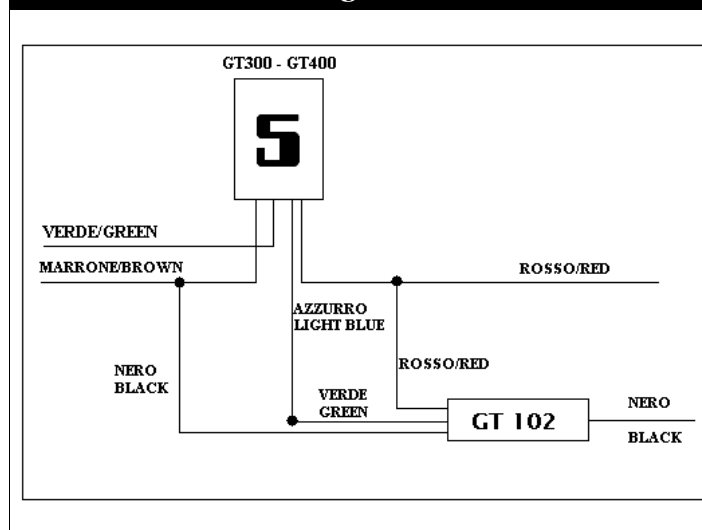 GT300 - GT400
S
VERDE/GREEN
MARRONE/BROWN
ROSSO/RED
AZZURRO
LIGHT BLUE
NERO
BLACK
ROSSO/RED
VERDE
GREEN
GT 102
NERO
BLACK